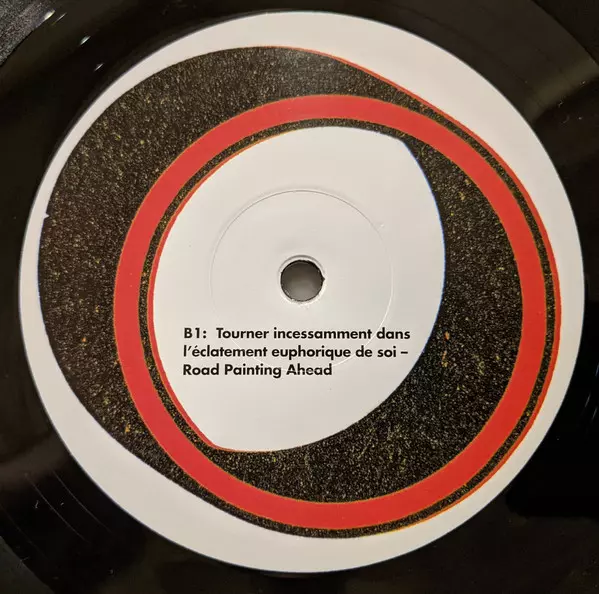 B1: Tourner incessamment dans
l'éclatement euphorique de soi –
Road Painting Ahead